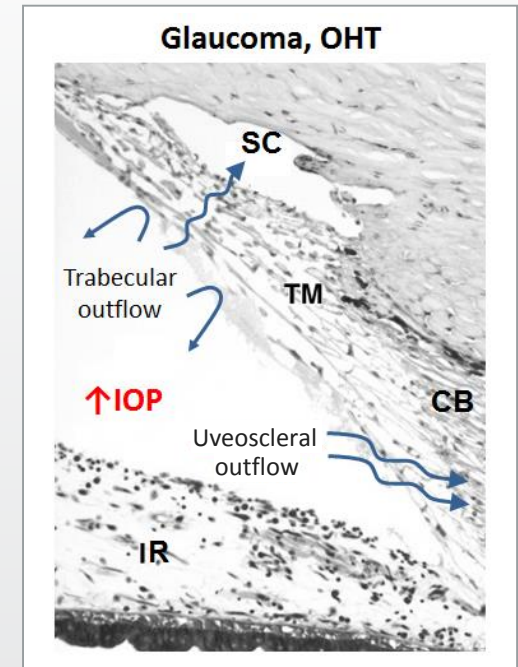 Glaucoma, OHT
SC
Trabecular
outflow
TM
↑IOP
CB
Uveoscleral
outflow
IR